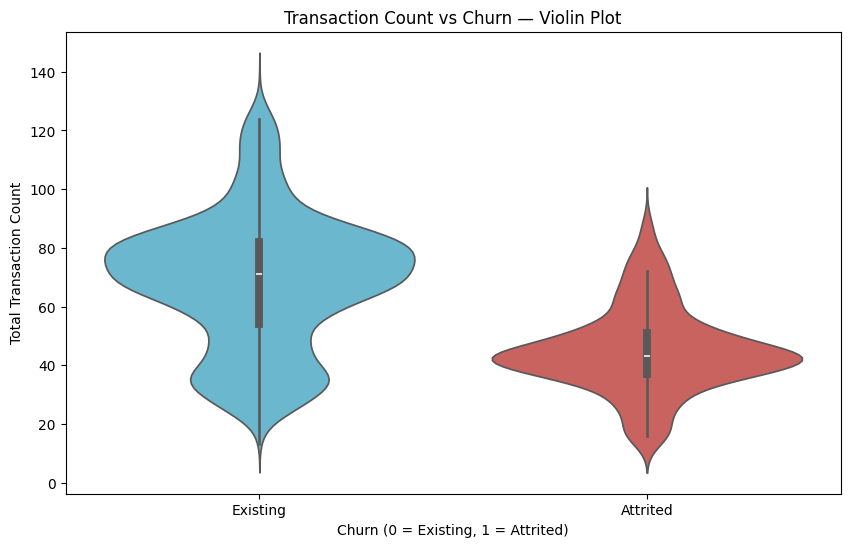 Transaction Count vs Churn — Violin Plot
Total Transaction Count
140
120
100
80
60
40
20
0
Existing
Attrited
Churn (0 = Existing, 1 = Attrited)